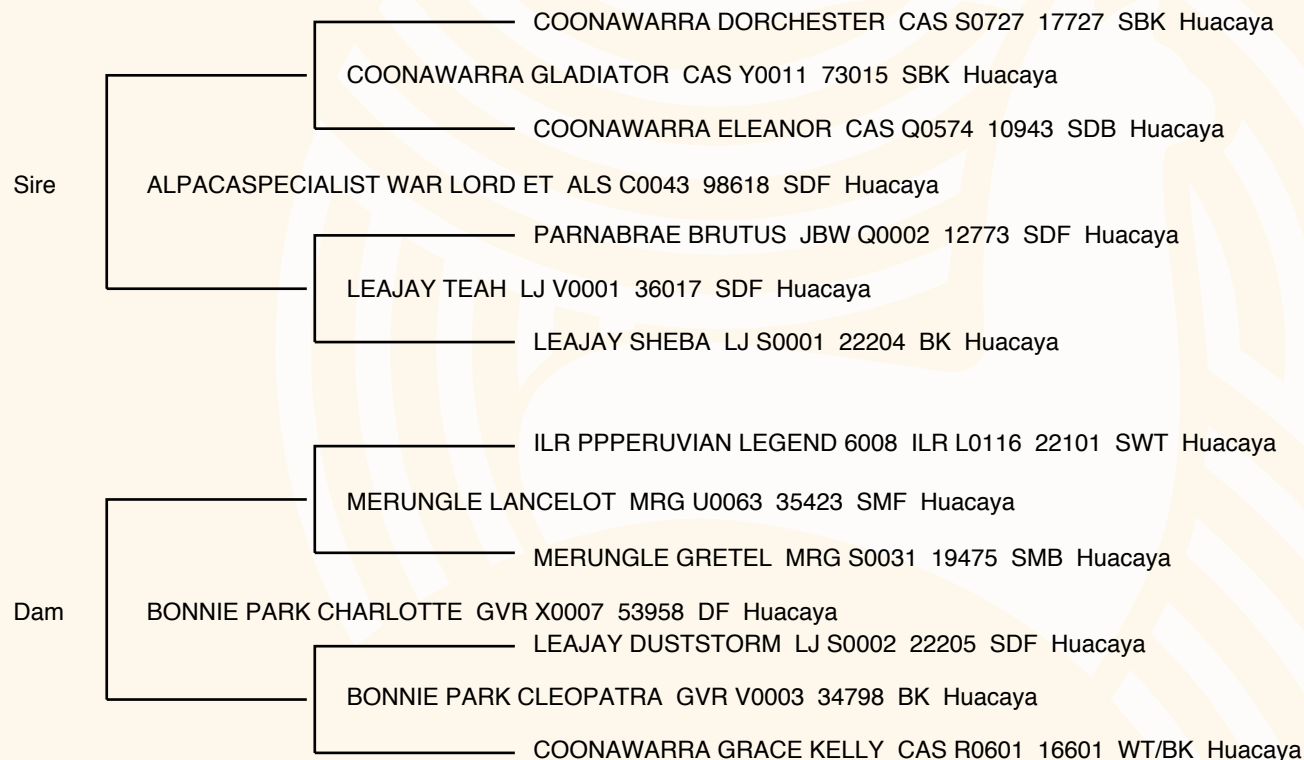 COONAWARRA DORCHESTER CAS S0727 17727 SBK Huacaya
COONAWARRA GLADIATOR CAS Y0011 73015 SBK Huacaya
COONAWARRA ELEANOR CAS Q0574 10943 SDB Huacaya
Sire ALPACASPECIALIST WAR LORD ET ALS C0043 98618 SDF Huacaya
PARNABRAE BRUTUS JBW Q0002 12773 SDF Huacaya
LEAJAY TEAH LJ V0001 36017 SDF Huacaya
LEAJAY SHEBA LJ S0001 22204 BK Huacaya
ILR PPPERUVIAN LEGEND 6008 ILR L0116 22101 SWT Huacaya
MERUNGLE LANCELOT MRG U0063 35423 SMF Huacaya
MERUNGLE GRETEL MRG S0031 19475 SMB Huacaya
Dam BONNIE PARK CHARLOTTE GVR X0007 53958 DF Huacaya
LEAJAY DUSTSTORM LJ S0002 22205 SDF Huacaya
BONNIE PARK CLEOPATRA GVR V0003 34798 BK Huacaya
COONAWARRA GRACE KELLY CAS R0601 16601 WT/BK Huacaya